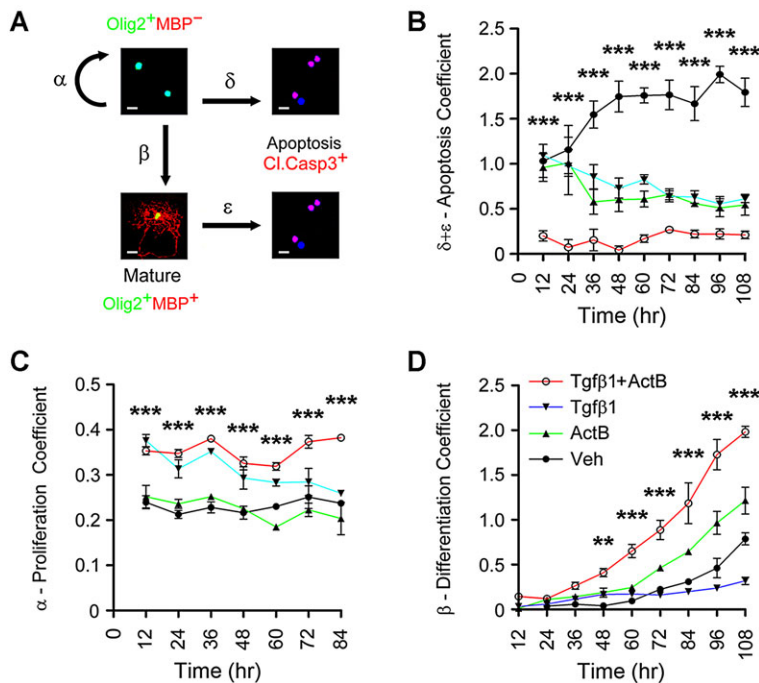 A
Olig2⁺MBP⁻
α
δ
β
Apoptosis
Cl.Casp3⁺
ε
Mature
Olig2⁺MBP⁺
B
δ+ε - Apoptosis Coefficient
2.5
2.0
1.5
1.0
0.5
0
*** *** *** *** *** *** *** *** ***
0 12 24 36 48 60 72 84 96 108
Time (hr)
C
α - Proliferation Coefficient
0.5
0.4
0.3
0.2
0.1
0
*** *** *** *** *** *** ***
0 12 24 36 48 60 72 84
Time (hr)
D
β - Differentiation Coefficient
2.5
2.0
1.5
1.0
0.5
0
Tgfβ1+ActB
Tgfβ1
ActB
Veh
** *** *** *** *** ***
12 24 36 48 60 72 84 96 108
Time (hr)